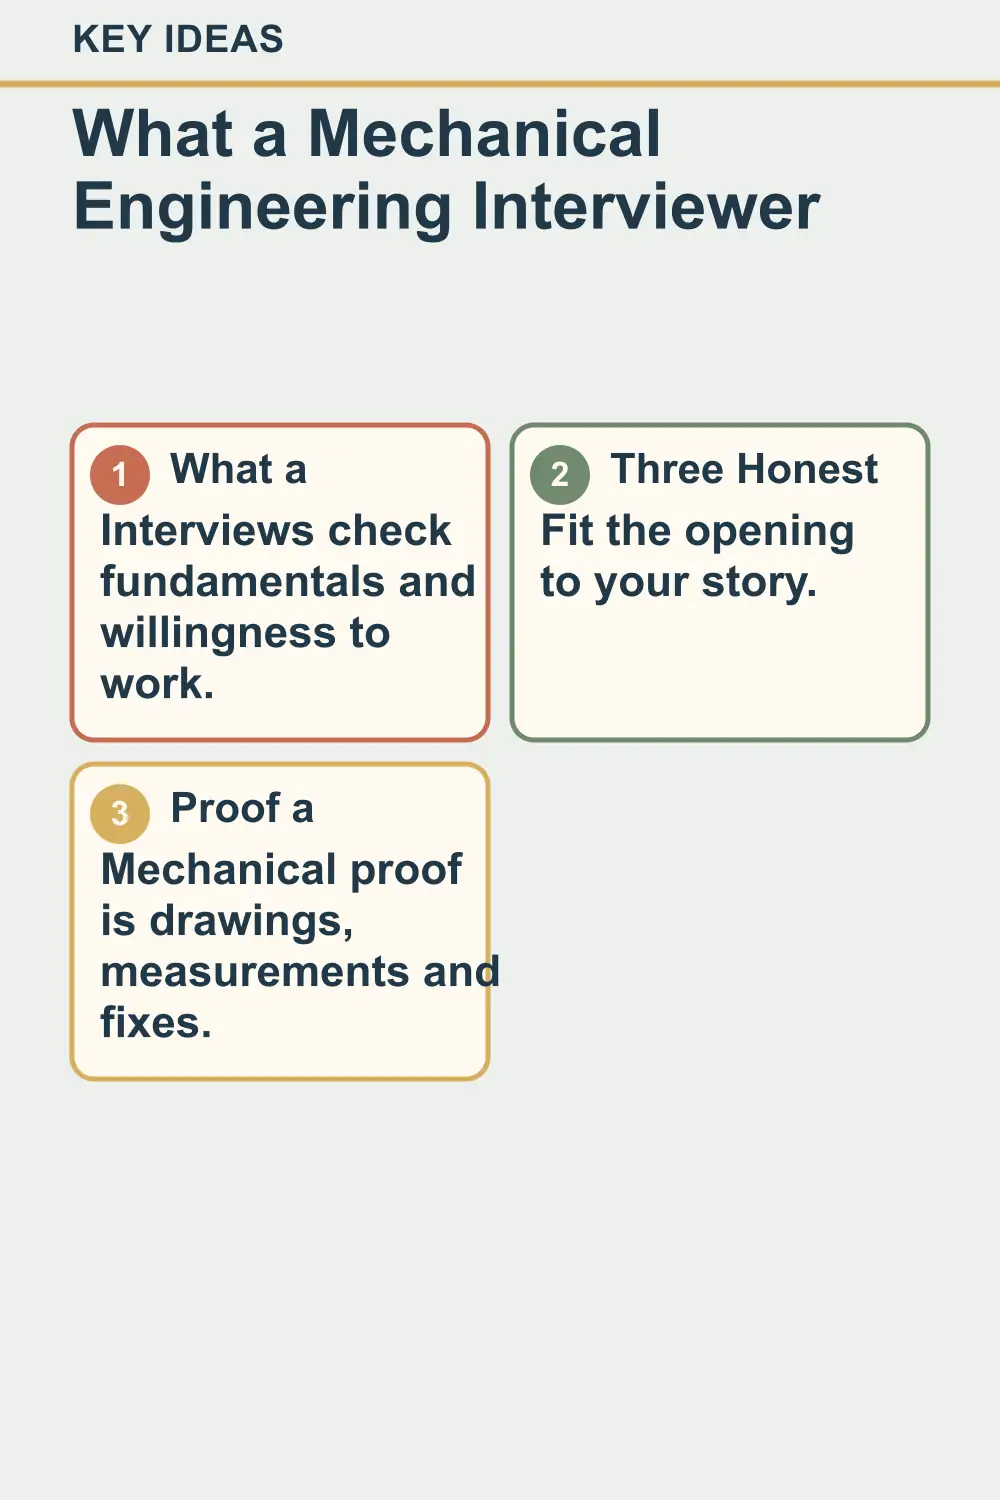 KEY IDEAS
What a Mechanical
Engineering Interviewer
1 What a
Interviews check
fundamentals and
willingness to
work.
2 Three Honest
Fit the opening
to your story.
3 Proof a
Mechanical proof
is drawings,
measurements and
fixes.